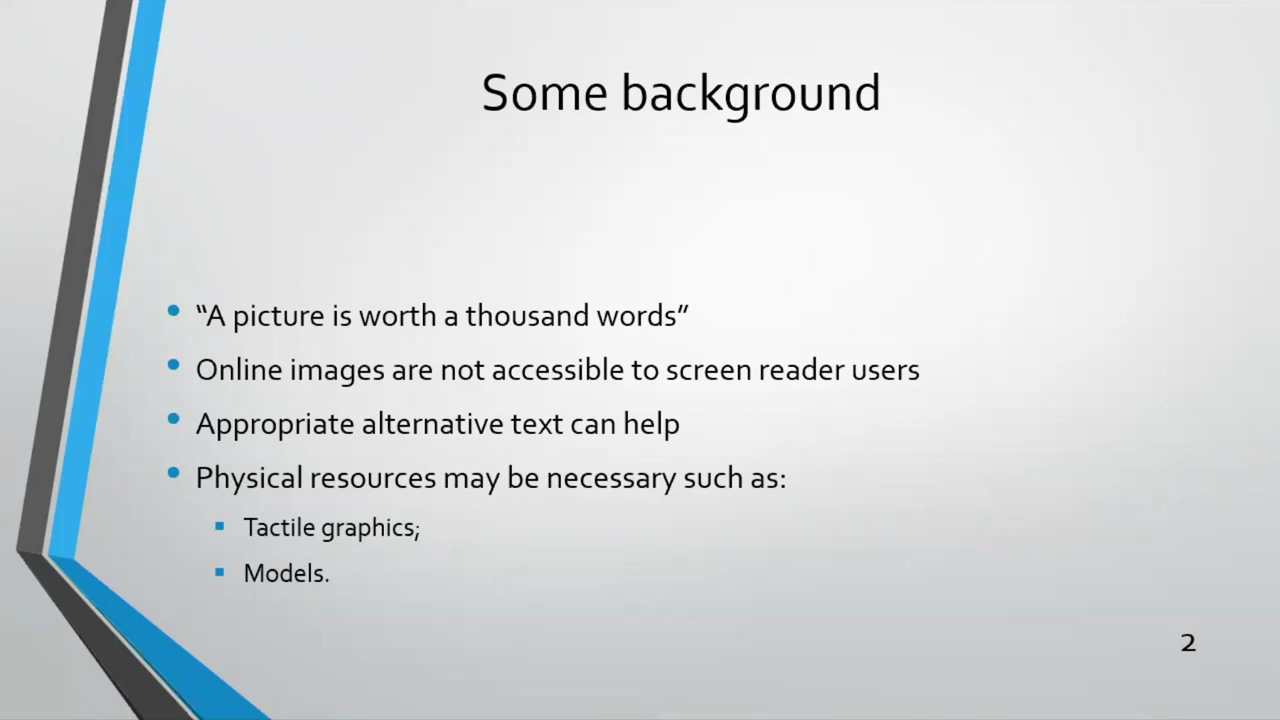 Some background
• “A picture is worth a thousand words”
• Online images are not accessible to screen reader users
• Appropriate alternative text can help
• Physical resources may be necessary such as:
▪ Tactile graphics;
▪ Models.
2